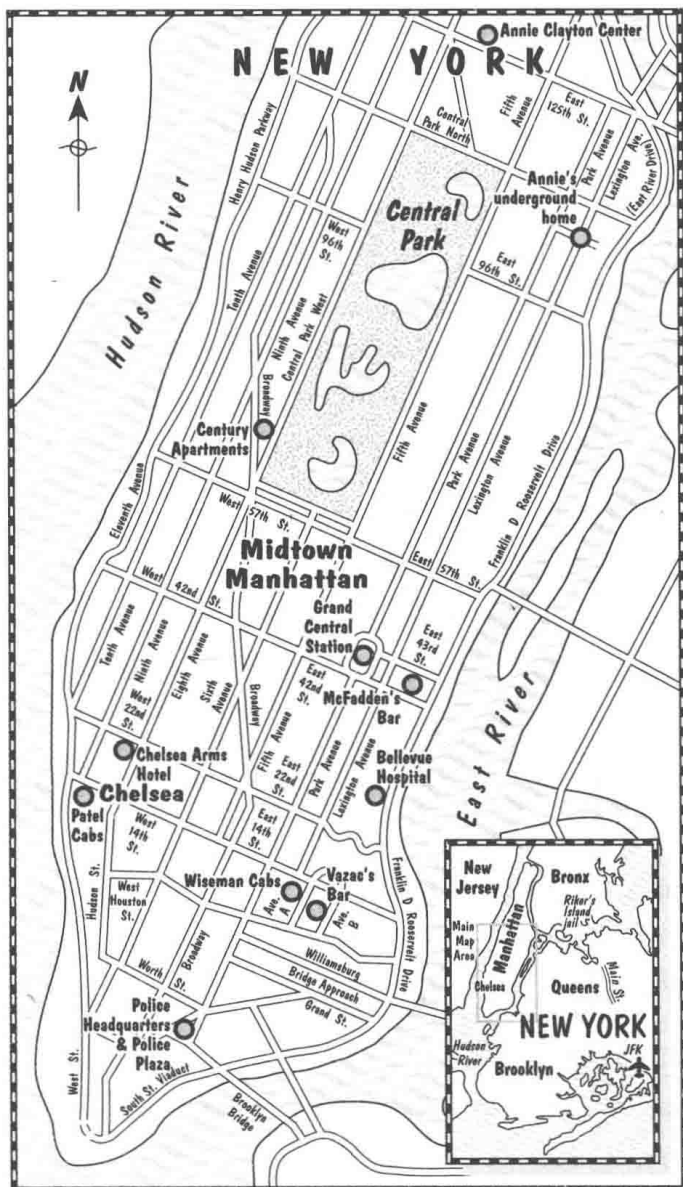 Annie Clayton Center
NEW YORK
N
Henry Hudson Parkway
Central
Park North
Fifth
Avenue
East
125th St.
Park Avenue
Lexington Ave.
East River Drive
Annie's
underground
home
Hudson River
Central
Park
West
96th
St.
East
96th St.
Tenth Avenue
Ninth Avenue
Central Park West
Broadway
Century
Apartments
Fifth Avenue
Park Avenue
Lexington Avenue
Franklin D Roosevelt Drive
Eleventh Avenue
West
57th
St.
East
57th
St.
Midtown
Manhattan
West
42nd
St.
Grand
Central
Station
East
43rd
St.
Tenth Avenue
Ninth Avenue
West
22nd
St.
Eighth Avenue
Sixth
Avenue
Broadway
East
42nd
St.
McFadden's
Bar
Fifth Avenue
East
22nd
St.
Park Avenue
Lexington Avenue
Bellevue
Hospital
East River
Chelsea Arms
Hotel
Chelsea
Patel
Cabs
West
14th St.
East
14th St.
Hudson St.
West
Houston
St.
Wiseman Cabs
Ave.
A
Vazac's
Bar
Ave.
B
Franklin D Roosevelt Drive
Worth
St.
Broadway
Williamsburg
Bridge Approach
Grand St.
Police
Headquarters
& Police
Plaza
West St.
South St. Viaduct
Brooklyn
Bridge
New
Jersey
Bronx
Riker's
Island
Jail
Main
Map
Area
Manhattan
Chelsea
Queens
Main St.
NEW YORK
Hudson
River
JFK
Brooklyn